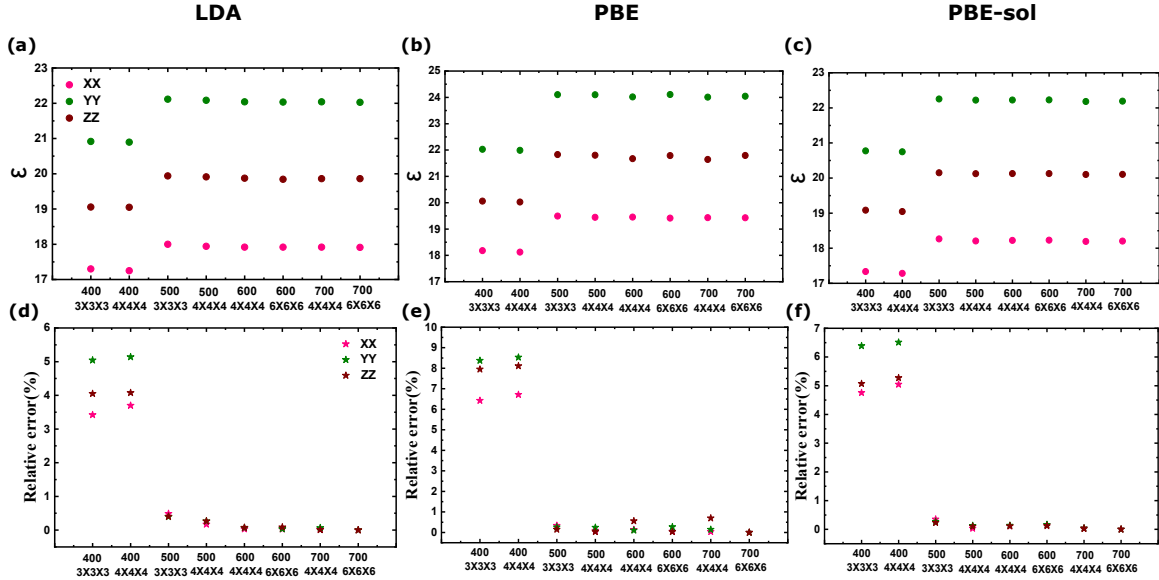 LDA
PBE
PBE-sol
(a)
23
22
21
20
19
18
17
ε
XX
YY
ZZ
400 400 500 500 600 600 700 700
3X3X3 4X4X4 3X3X3 4X4X4 4X4X4 6X6X6 4X4X4 6X6X6
(b)
25
24
23
22
21
20
19
18
17
ε
400 400 500 500 600 600 700 700
3X3X3 4X4X4 3X3X3 4X4X4 4X4X4 6X6X6 4X4X4 6X6X6
(c)
23
22
21
20
19
18
17
ε
400 400 500 500 600 600 700 700
3X3X3 4X4X4 3X3X3 4X4X4 4X4X4 6X6X6 4X4X4 6X6X6
(d)
6
5
4
3
2
1
0
Relative error(%)
XX
YY
ZZ
400 400 500 500 600 600 700 700
3X3X3 4X4X4 3X3X3 4X4X4 4X4X4 6X6X6 4X4X4 6X6X6
(e)
10
9
8
7
6
5
4
3
2
1
0
Relative error(%)
400 400 500 500 600 600 700 700
3X3X3 4X4X4 3X3X3 4X4X4 4X4X4 6X6X6 4X4X4 6X6X6
(f)
7
6
5
4
3
2
1
0
Relative error(%)
400 400 500 500 600 600 700 700
3X3X3 4X4X4 3X3X3 4X4X4 4X4X4 6X6X6 4X4X4 6X6X6